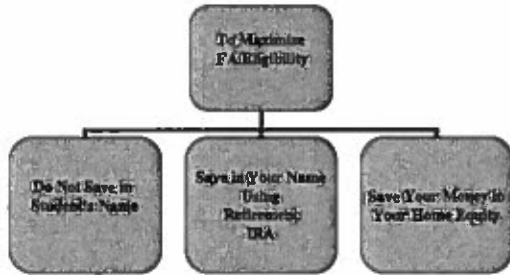 To Maximize
FA Eligibility
Do Not Save in
Student's Name
Save in Your Name
Using
Retirement
IRA
Save Your Money in
Your Home Equity